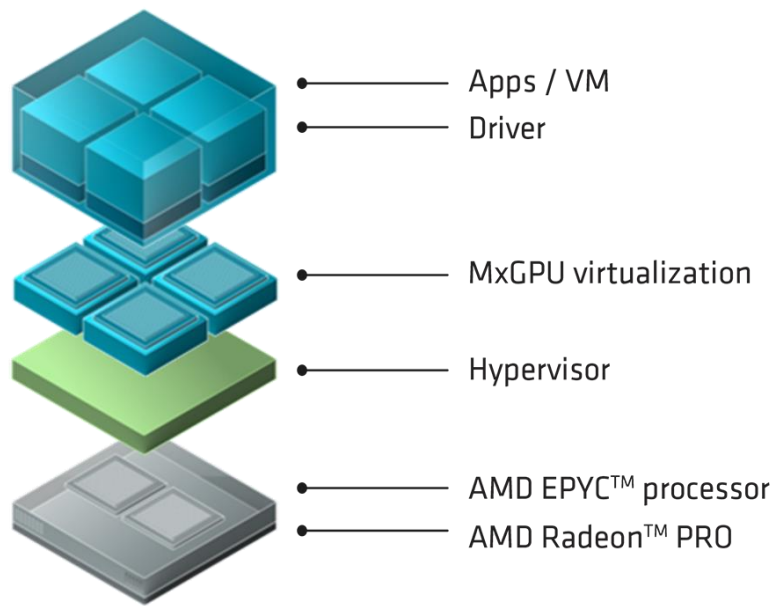 Apps / VM
Driver
MxGPU virtualization
Hypervisor
AMD EPYC™ processor
AMD Radeon™ PRO